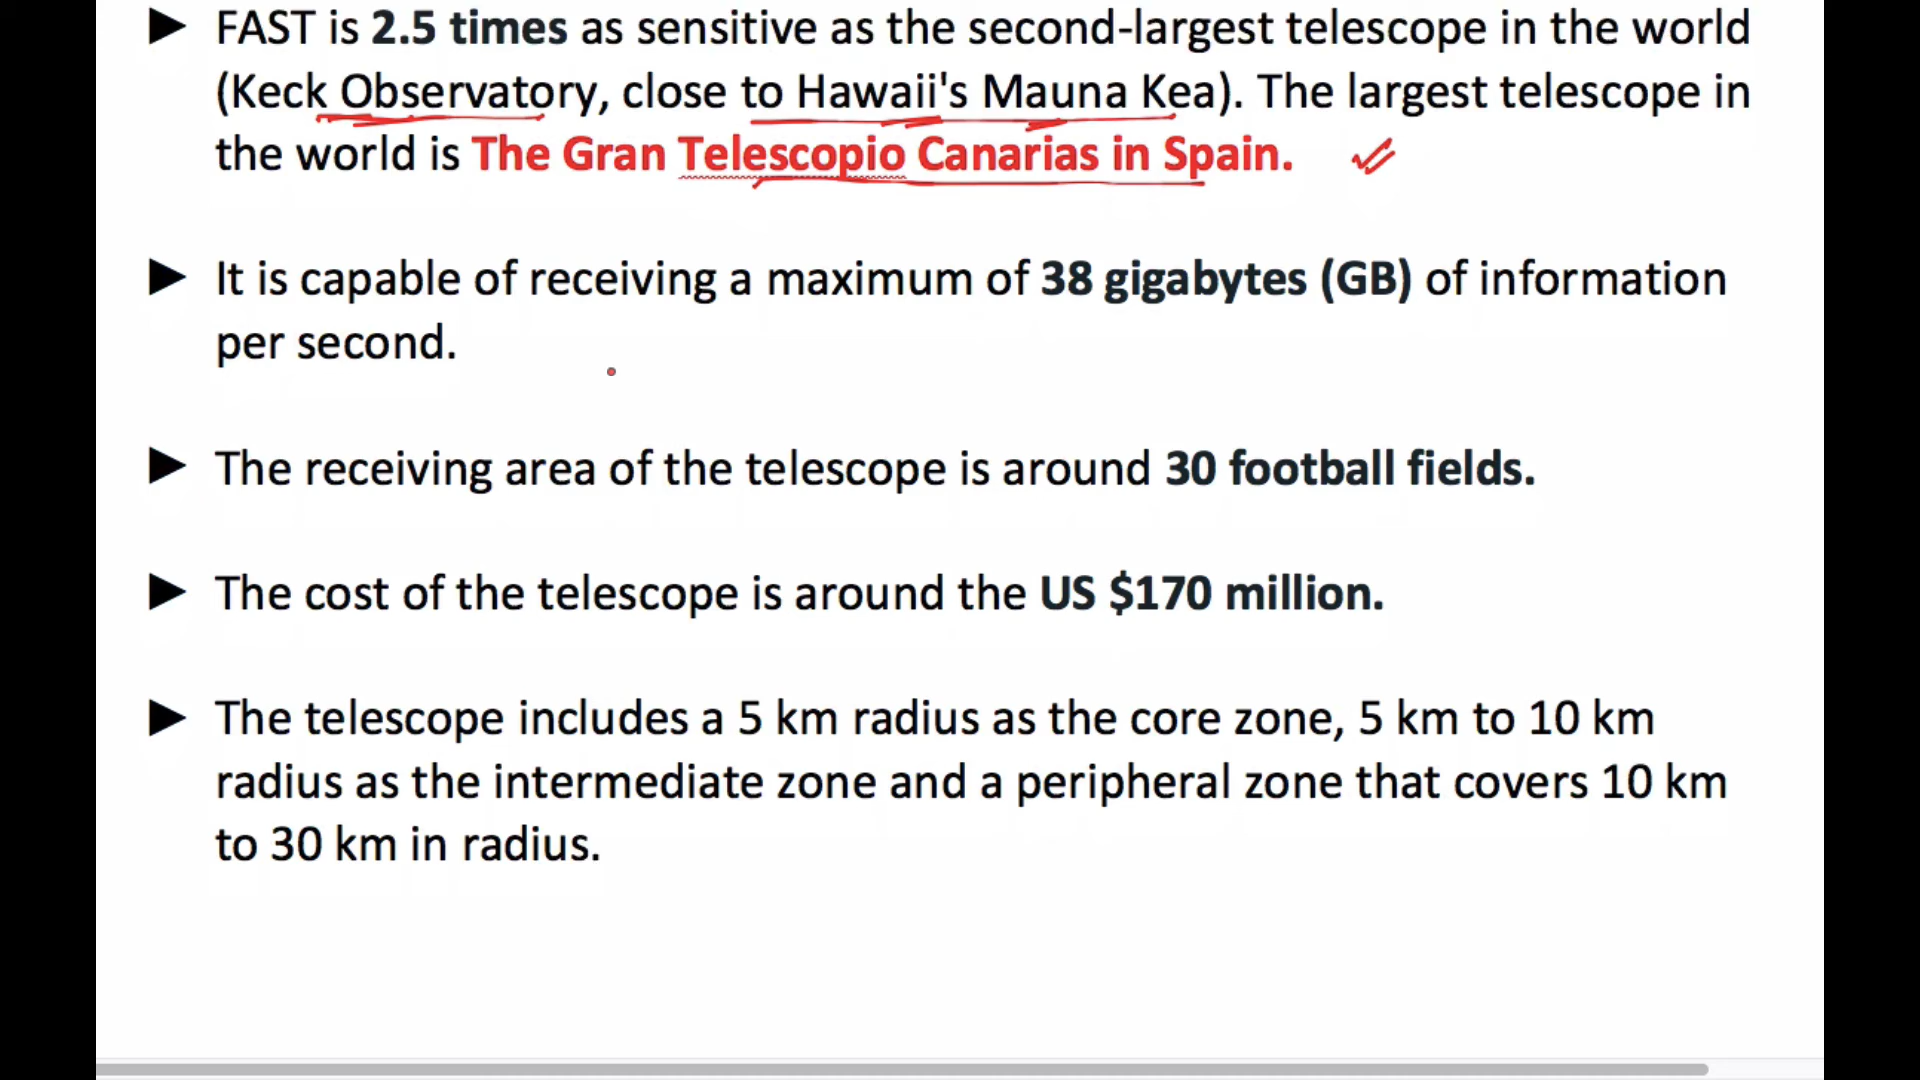 FAST is 2.5 times as sensitive as the second-largest telescope in the world
(Keck Observatory, close to Hawaii's Mauna Kea). The largest telescope in
the world is The Gran Telescopio Canarias in Spain.
It is capable of receiving a maximum of 38 gigabytes (GB) of information
per second.
The receiving area of the telescope is around 30 football fields.
The cost of the telescope is around the US $170 million.
The telescope includes a 5 km radius as the core zone, 5 km to 10 km
radius as the intermediate zone and a peripheral zone that covers 10 km
to 30 km in radius.